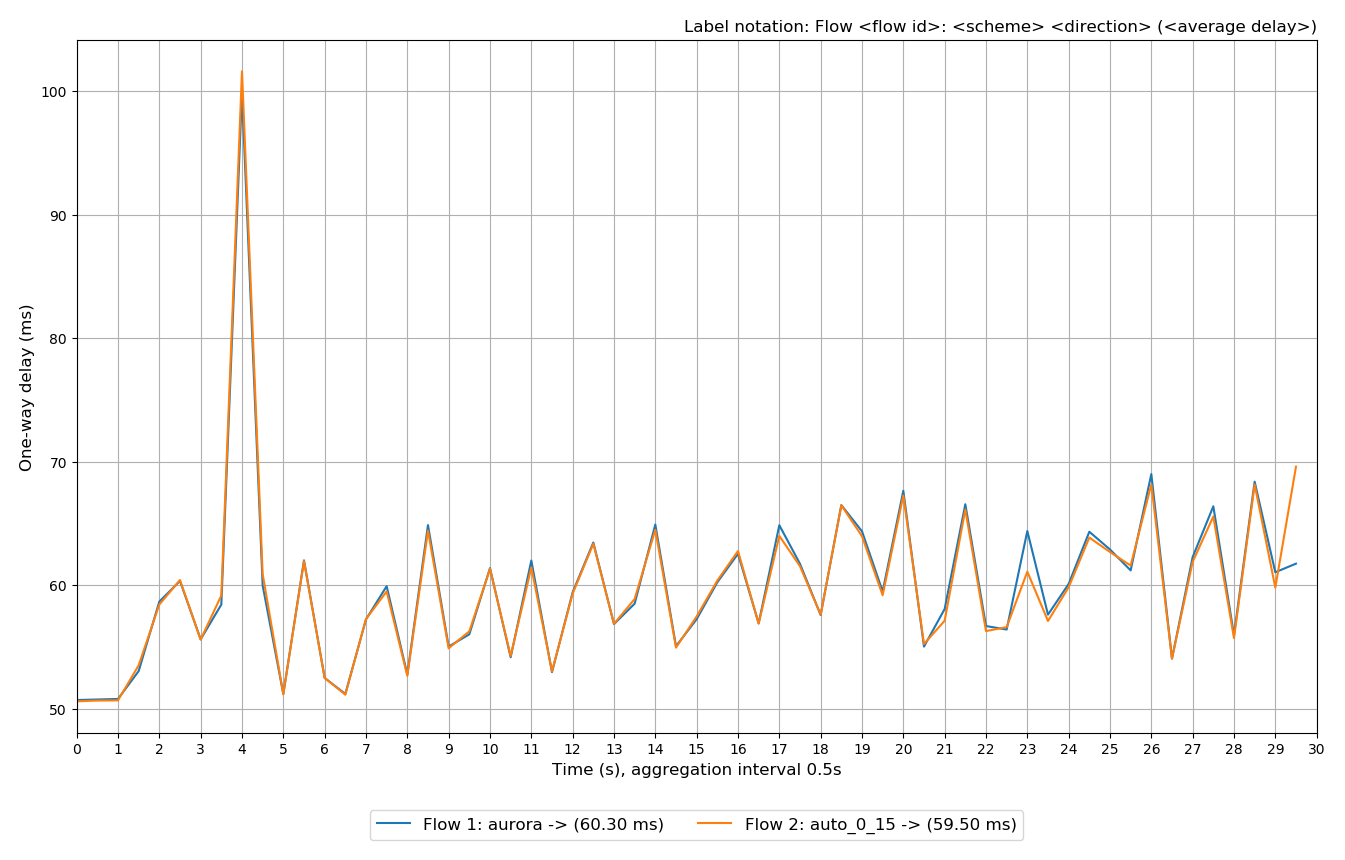 Label notation: Flow <flow id>: <scheme> <direction> (<average delay>)
100
90
80
70
60
50
One-way delay (ms)
0 1 2 3 4 5 6 7 8 9 10 11 12 13 14 15 16 17 18 19 20 21 22 23 24 25 26 27 28 29 30
Time (s), aggregation interval 0.5s
Flow 1: aurora -> (60.30 ms) Flow 2: auto_0_15 -> (59.50 ms)